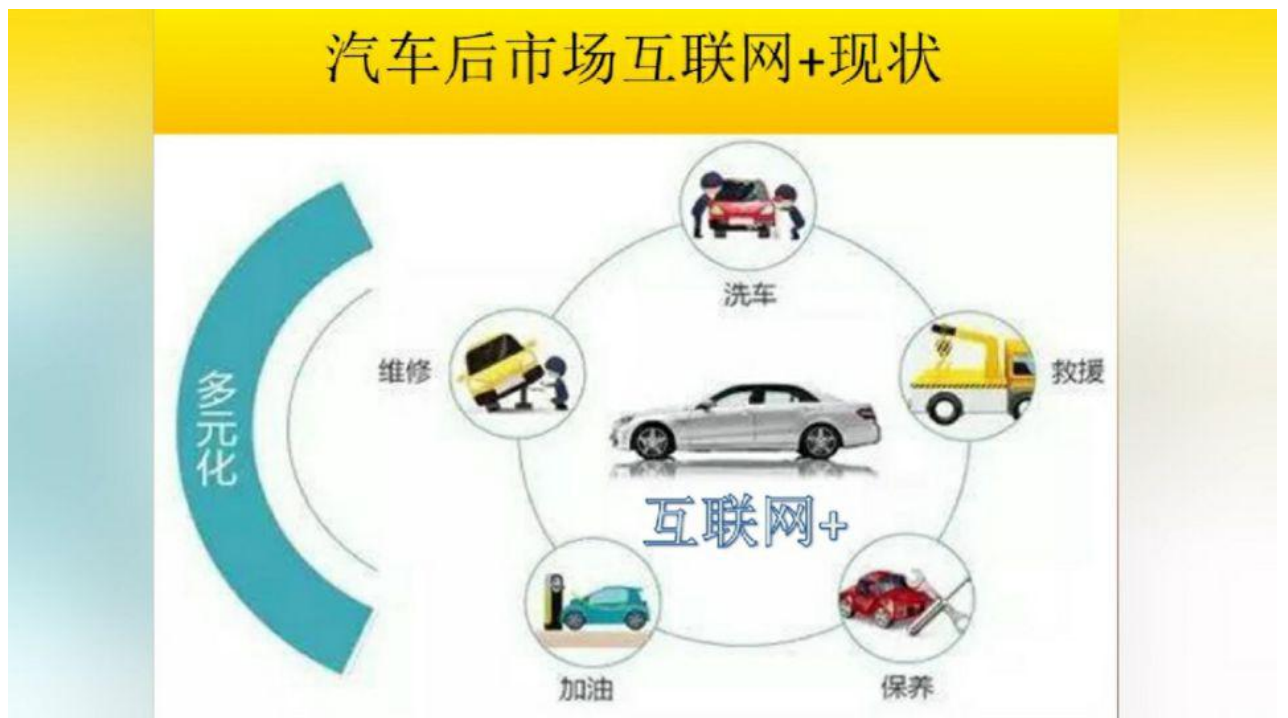 汽车后市场互联网+现状
洗车
维修
救援
多元化
互联网+
加油
保养